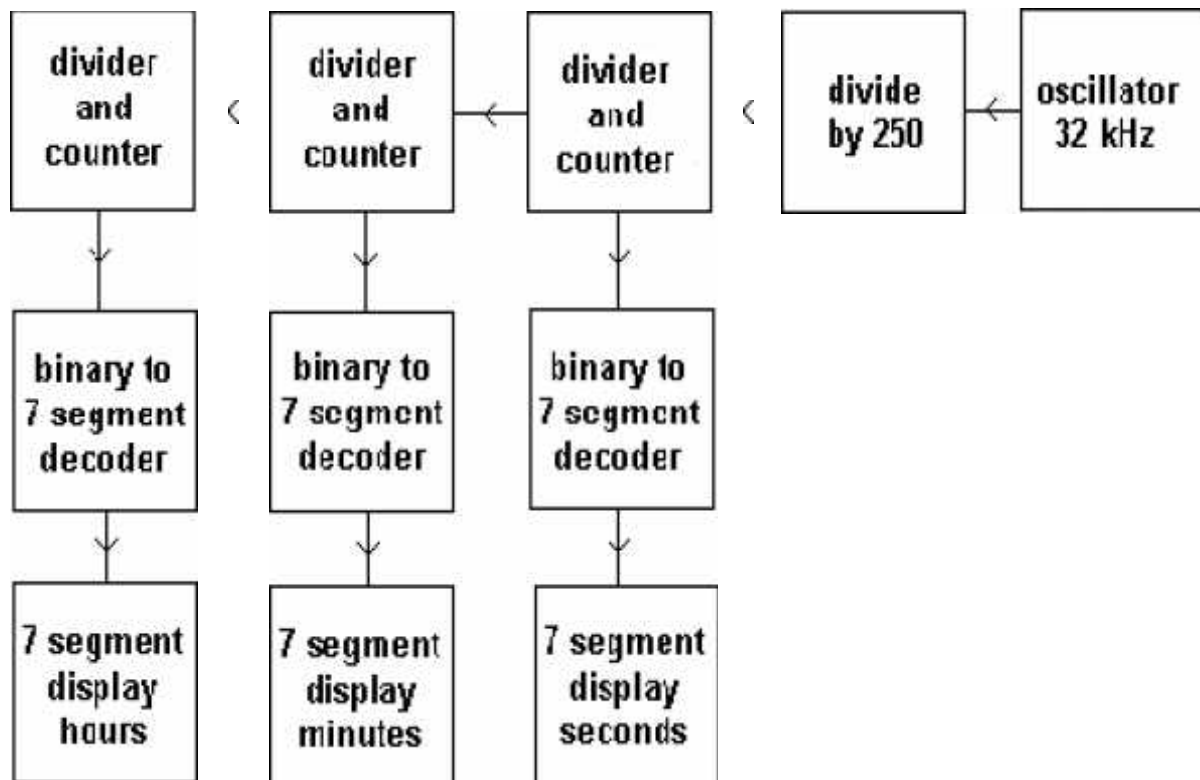 divider
and
counter
divider
and
counter
divider
and
counter
divide
by 250
oscillator
32 kHz
binary to
7 segment
decoder
binary to
7 segment
decoder
binary to
7 segment
decoder
7 segment
display
hours
7 segment
display
minutes
7 segment
display
seconds